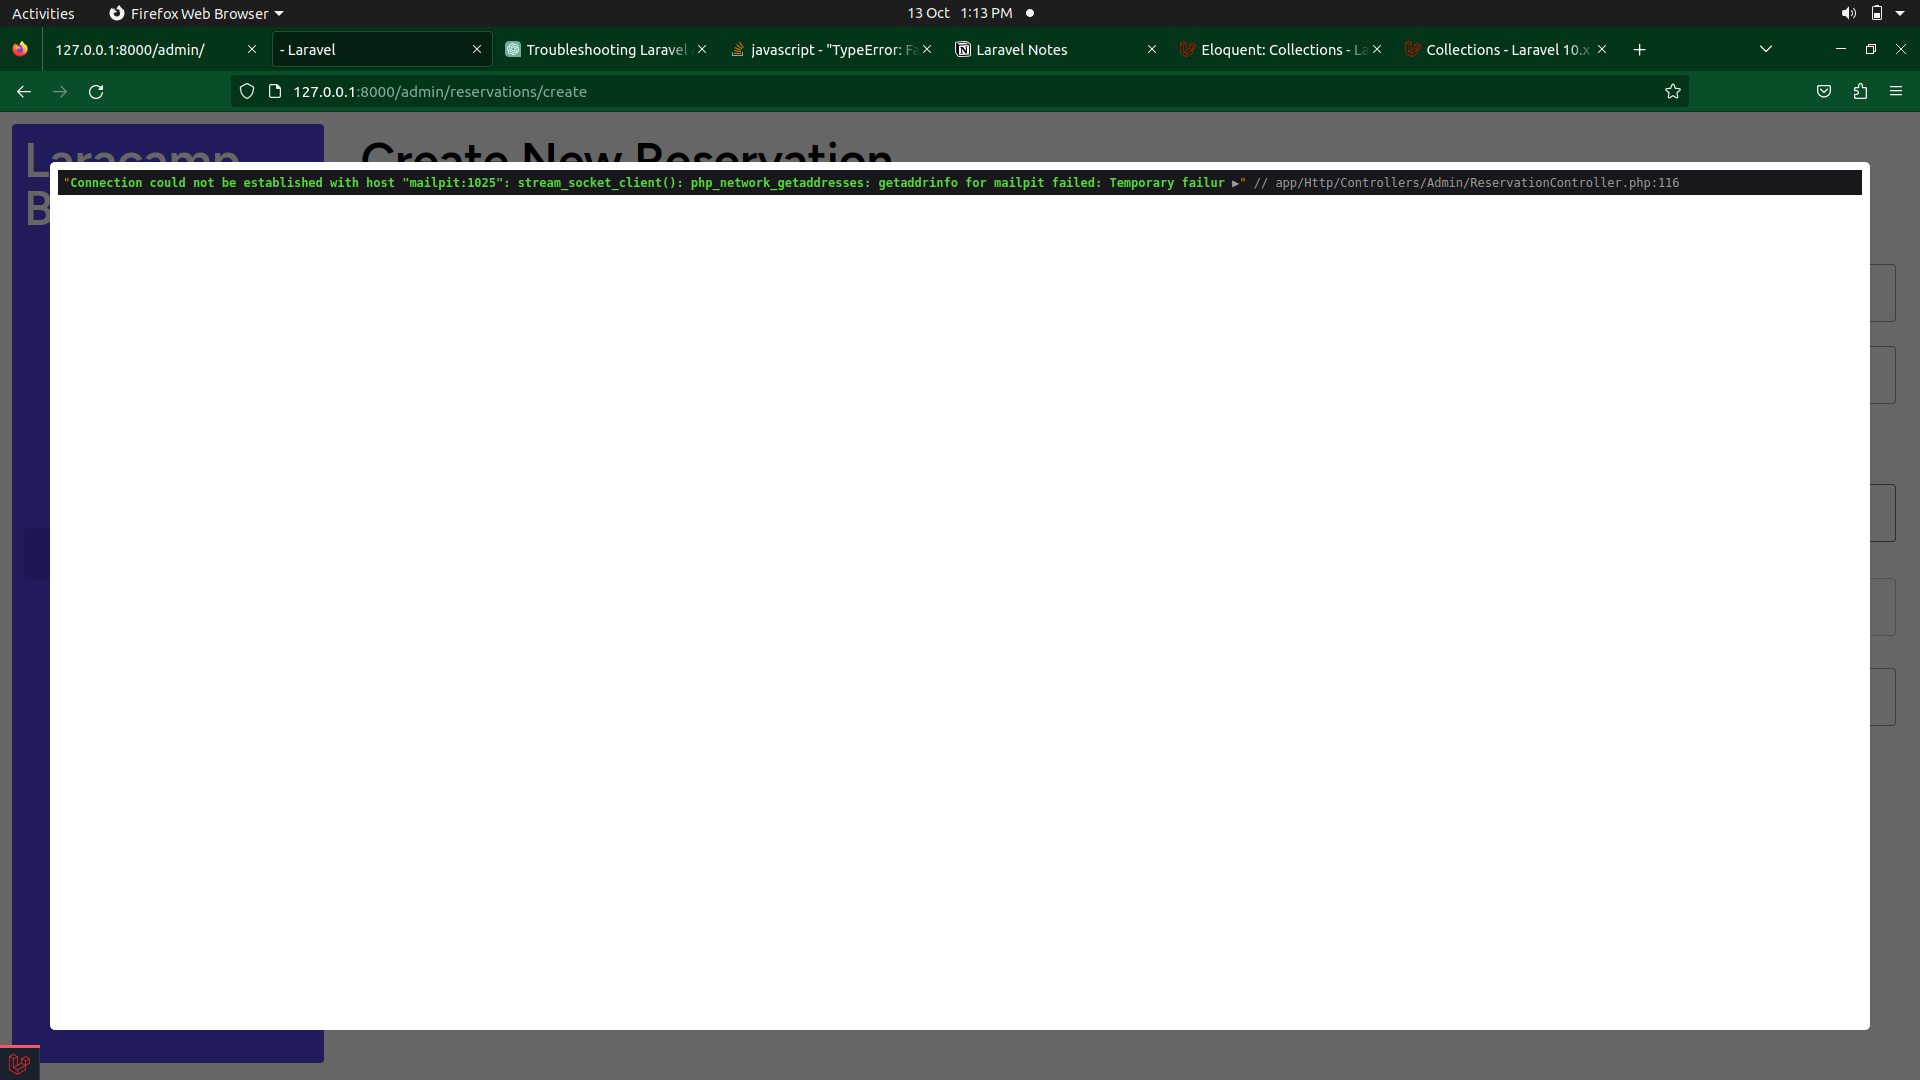 Activities
Firefox Web Browser
13 Oct 1:13 PM
127.0.0.1:8000/admin/
- Laravel
Troubleshooting Laravel
javascript - "TypeError: Fa
Laravel Notes
Eloquent: Collections - La
Collections - Laravel 10.x
127.0.0.1:8000/admin/reservations/create
Laracamp
B
Create New Reservation
"Connection could not be established with host "mailpit:1025": stream_socket_client(): php_network_getaddresses: getaddrinfo for mailpit failed: Temporary failur ▶" // app/Http/Controllers/Admin/ReservationController.php:116